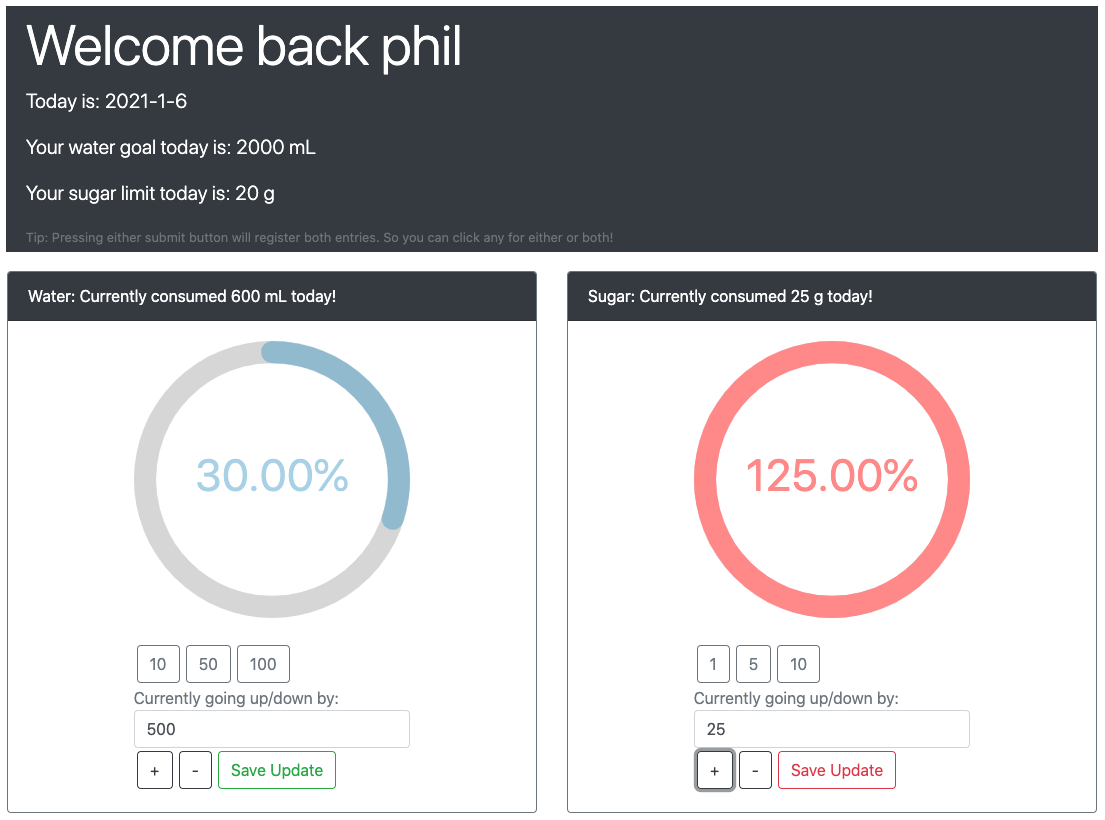 Welcome back phil
Today is: 2021-1-6
Your water goal today is: 2000 mL
Your sugar limit today is: 20 g
Tip: Pressing either submit button will register both entries. So you can click any for either or both!
Water: Currently consumed 600 mL today!
30.00%
10 50 100
Currently going up/down by:
500
+ - Save Update
Sugar: Currently consumed 25 g today!
125.00%
1 5 10
Currently going up/down by:
25
+ - Save Update